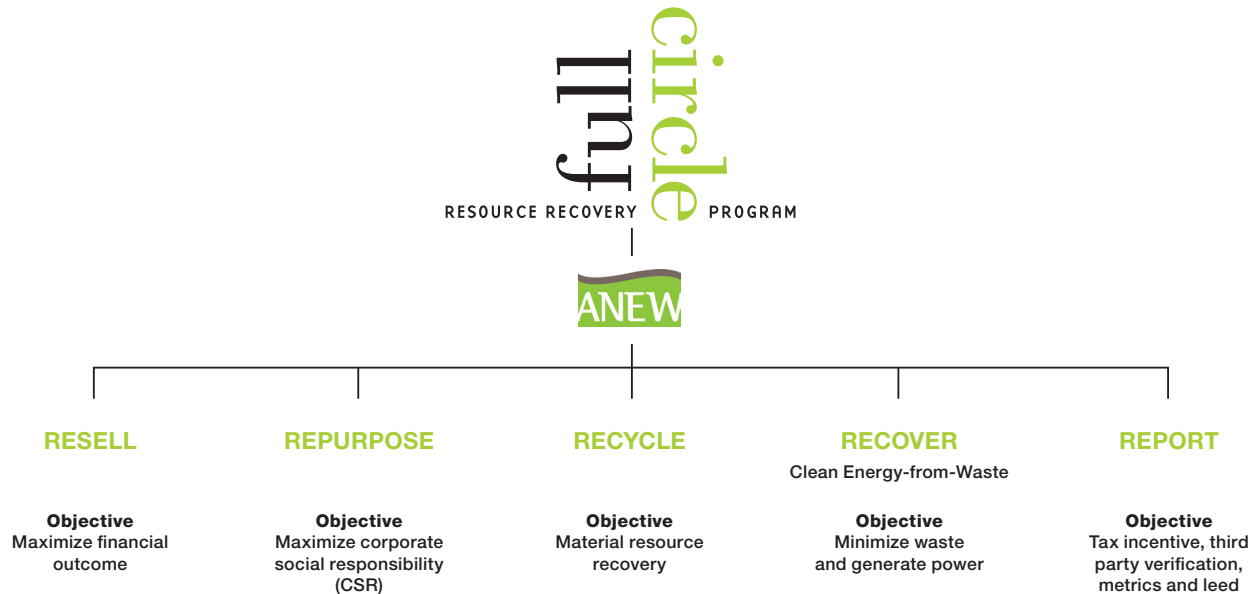 full
circle
RESOURCE RECOVERY PROGRAM
ANEW
RESELL
Objective
Maximize financial
outcome
REPURPOSE
Objective
Maximize corporate
social responsibility
(CSR)
RECYCLE
Objective
Material resource
recovery
RECOVER
Clean Energy-from-Waste
Objective
Minimize waste
and generate power
REPORT
Objective
Tax incentive, third
party verification,
metrics and leed